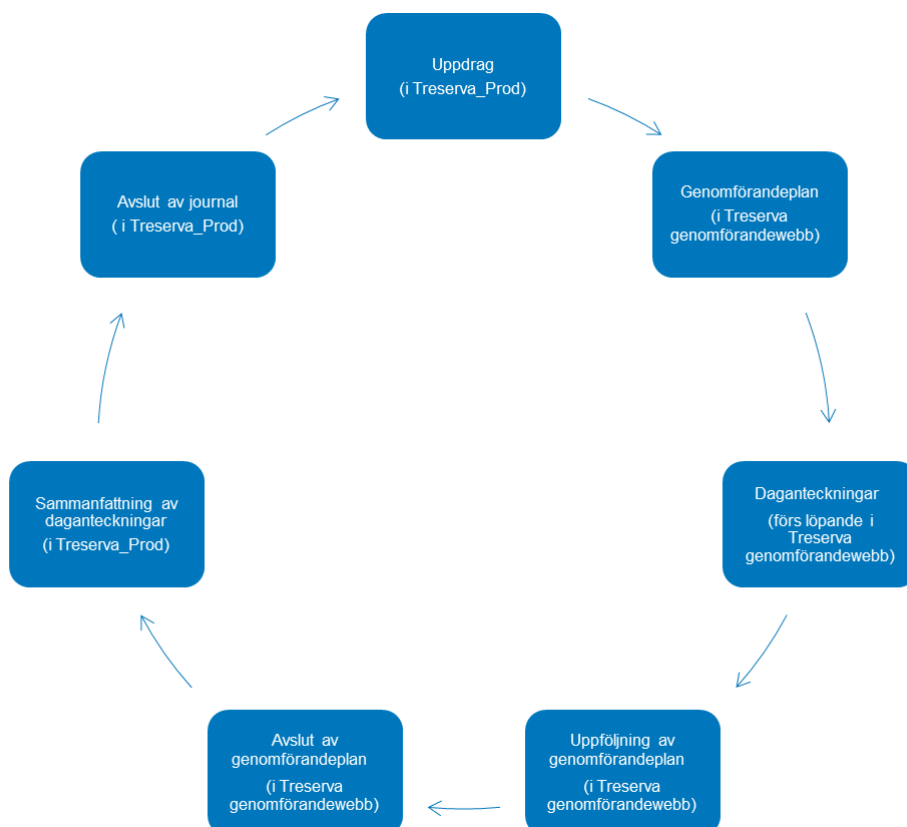 Uppdrag
(i Treserva_Prod)
Genomförandeplan
(i Treserva
genomförandewebb)
Daganteckningar
(förs löpande i
Treserva
genomförandewebb)
Uppföljning av
genomförandeplan
(i Treserva
genomförandewebb)
Avslut av
genomförandeplan
(i Treserva
genomförandewebb)
Sammanfattning av
daganteckningar
(i Treserva_Prod)
Avslut av journal
( i Treserva_Prod)